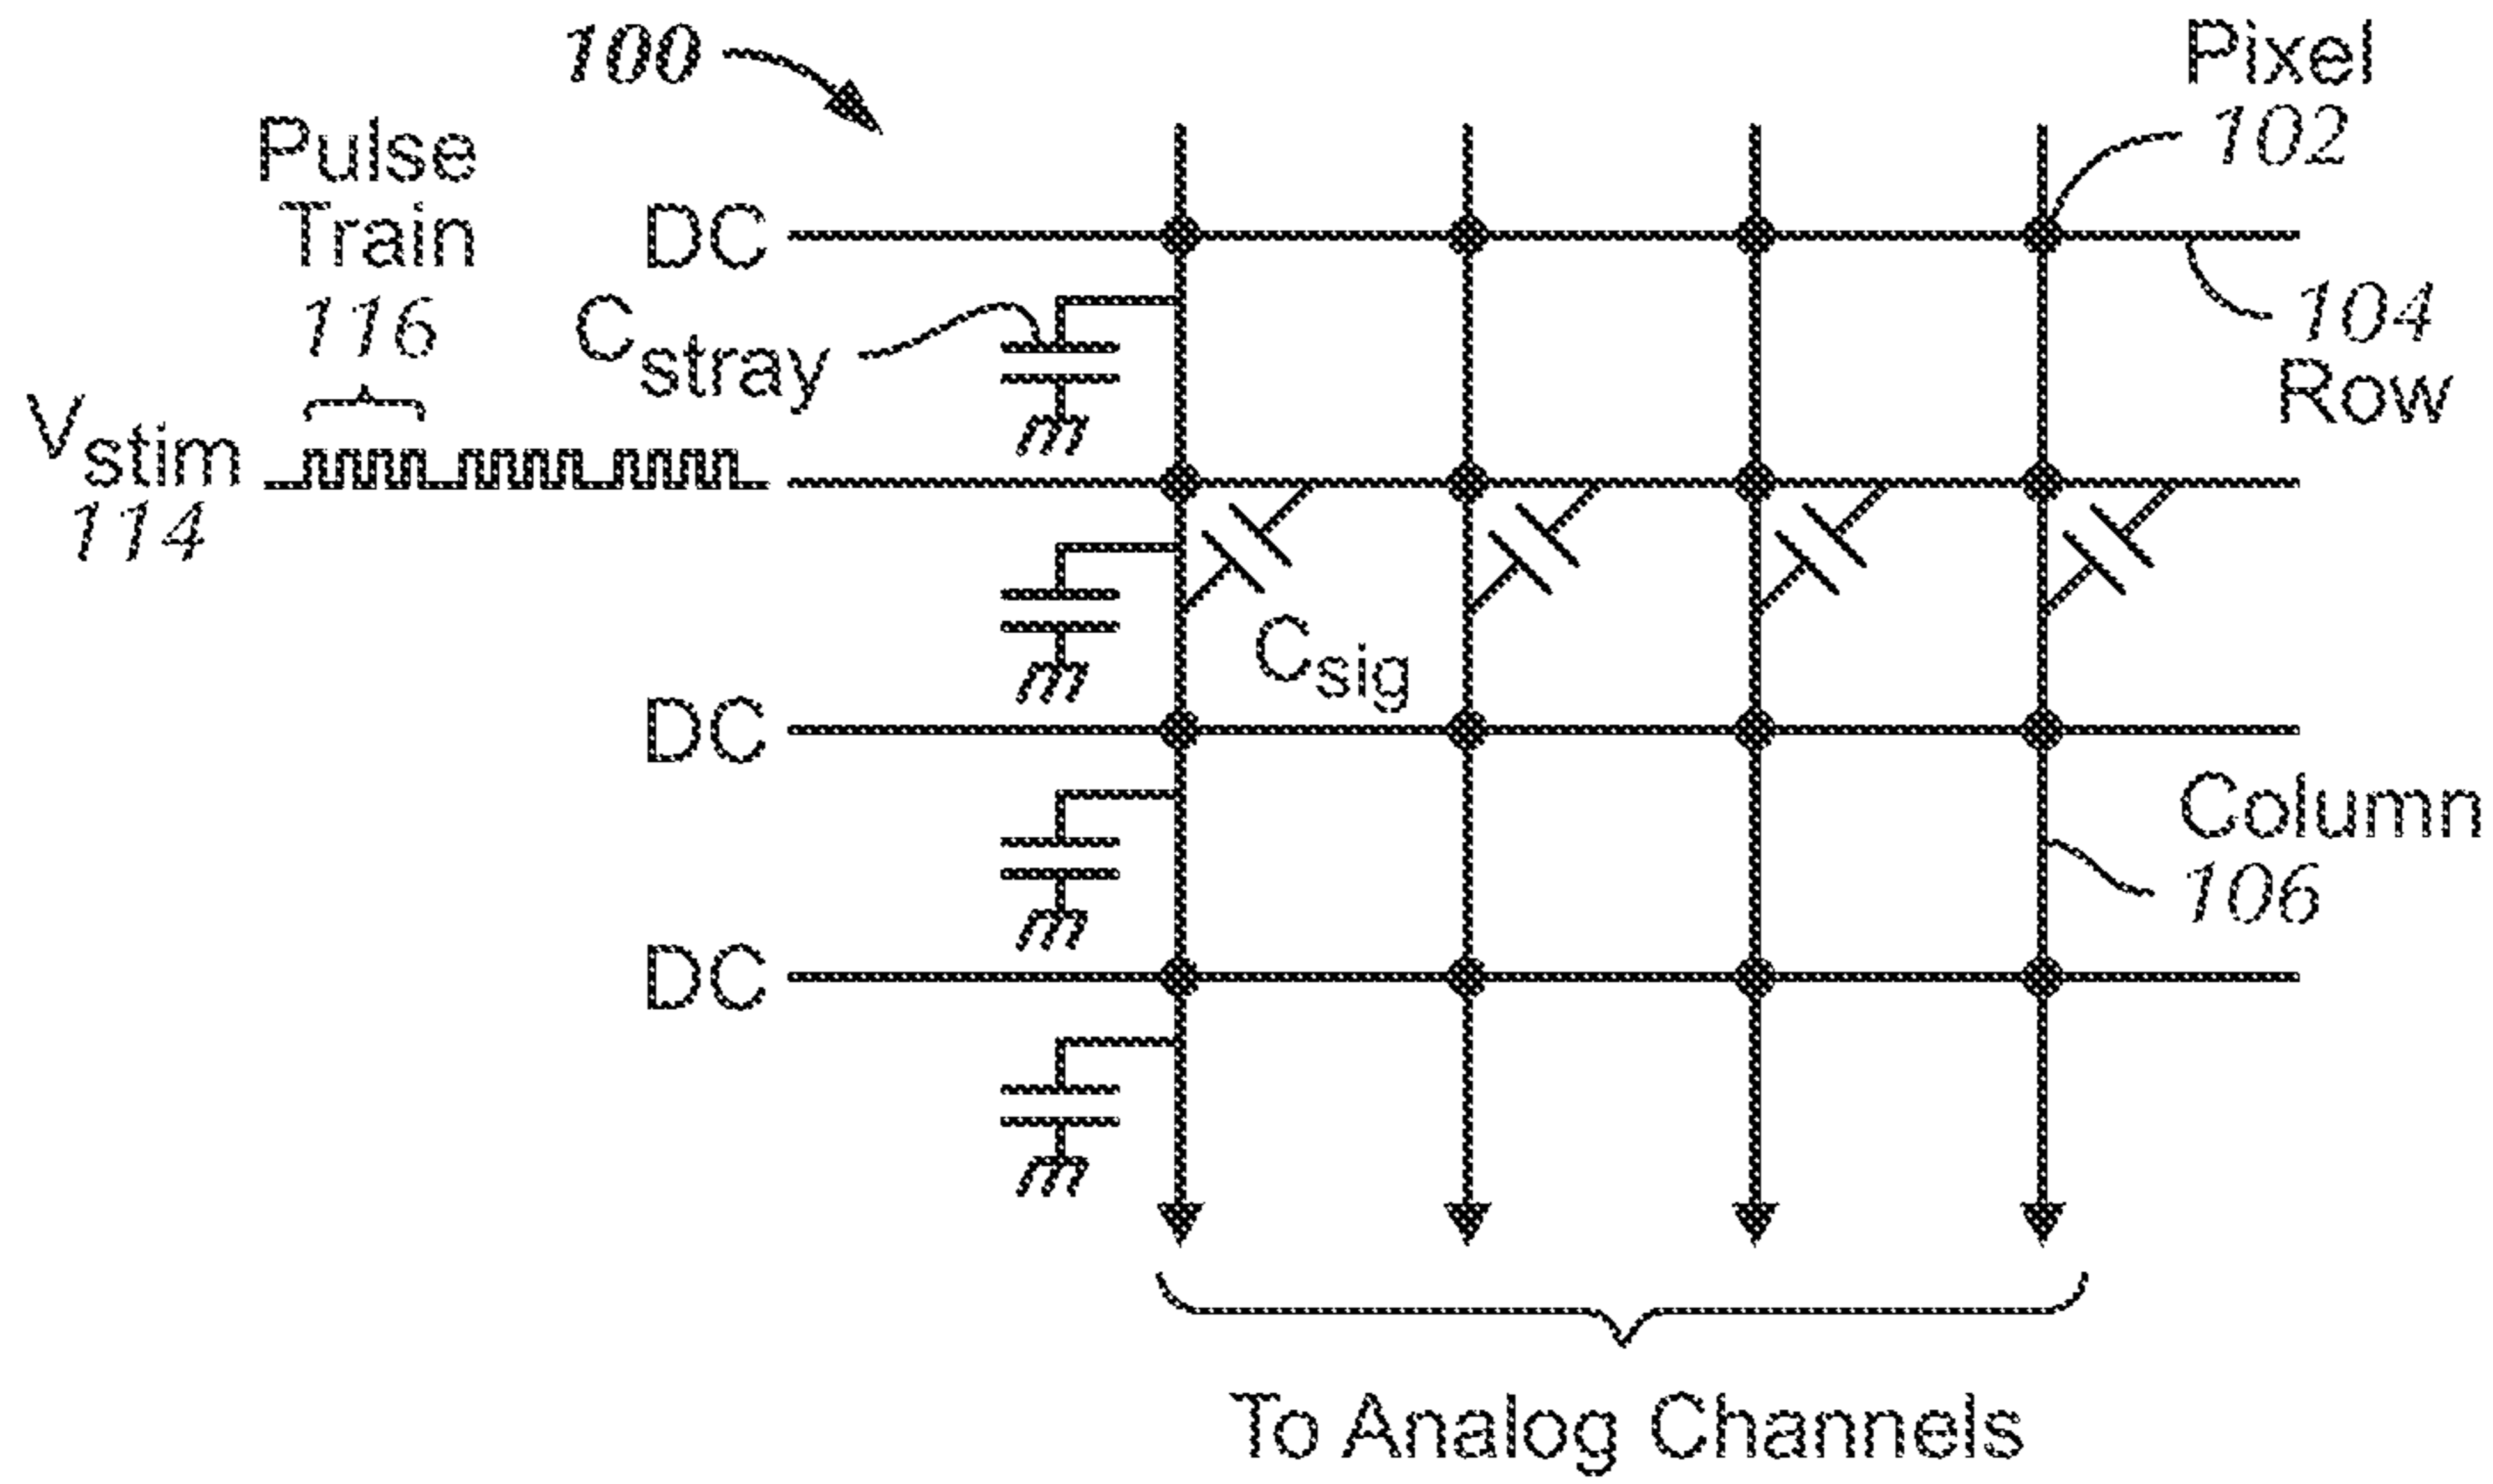 100
Pixel
102
Pulse
Train
116
DC
Cstray
104
Row
Vstim
114
Csig
DC
Column
106
DC
To Analog Channels